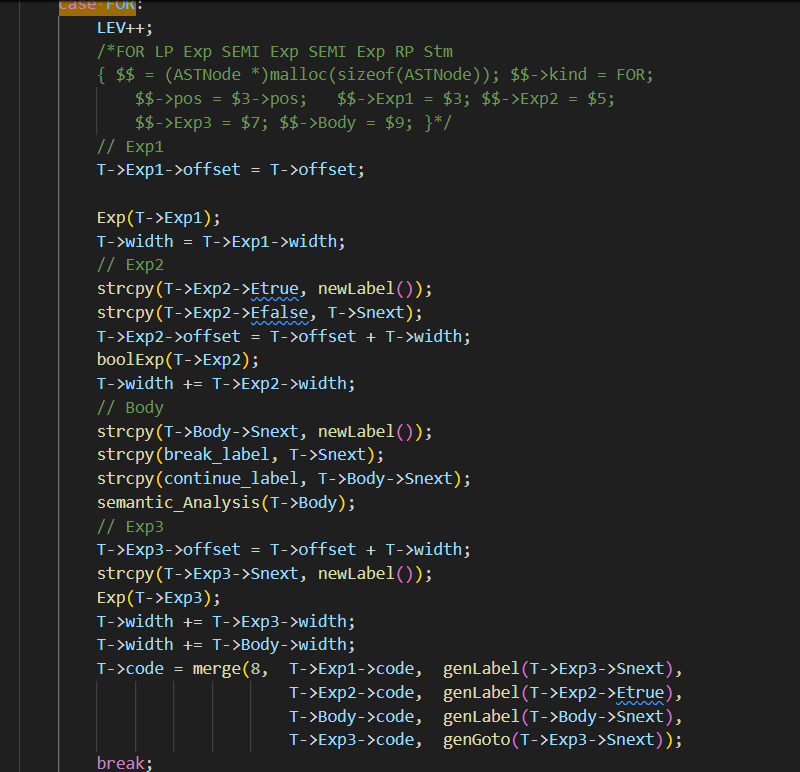 case FOR:
LEV++;
/*FOR LP Exp SEMI Exp SEMI Exp RP Stm
{ $$ = (ASTNode *)malloc(sizeof(ASTNode)); $$->kind = FOR;
$$->pos = $3->pos;   $$->Exp1 = $3; $$->Exp2 = $5;
$$->Exp3 = $7; $$->Body = $9; }*/
// Exp1
T->Exp1->offset = T->offset;
Exp(T->Exp1);
T->width = T->Exp1->width;
// Exp2
strcpy(T->Exp2->Etrue, newLabel());
strcpy(T->Exp2->Efalse, T->Snext);
T->Exp2->offset = T->offset + T->width;
boolExp(T->Exp2);
T->width += T->Exp2->width;
// Body
strcpy(T->Body->Snext, newLabel());
strcpy(break_label, T->Snext);
strcpy(continue_label, T->Body->Snext);
semantic_Analysis(T->Body);
// Exp3
T->Exp3->offset = T->offset + T->width;
strcpy(T->Exp3->Snext, newLabel());
Exp(T->Exp3);
T->width += T->Exp3->width;
T->width += T->Body->width;
T->code = merge(8,  T->Exp1->code,  genLabel(T->Exp3->Snext),
T->Exp2->code,  genLabel(T->Exp2->Etrue),
T->Body->code,  genLabel(T->Body->Snext),
T->Exp3->code,  genGoto(T->Exp3->Snext));
break;